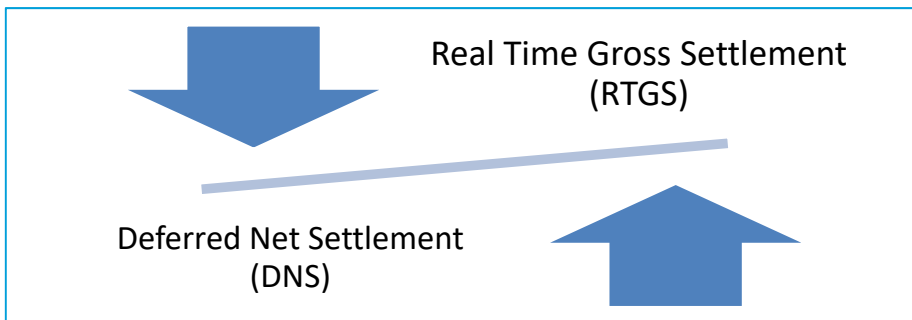 Real Time Gross Settlement
(RTGS)
Deferred Net Settlement
(DNS)